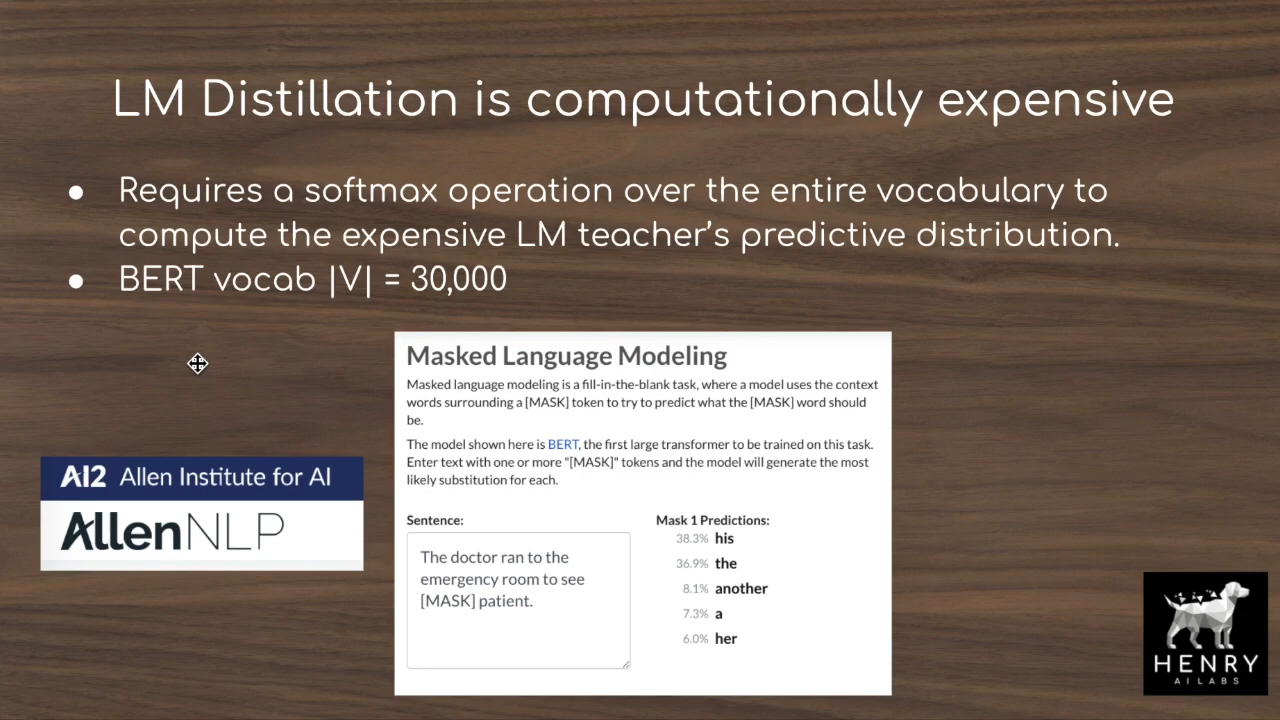 LM Distillation is computationally expensive
● Requires a softmax operation over the entire vocabulary to
compute the expensive LM teacher's predictive distribution.
● BERT vocab |V| = 30,000
Masked Language Modeling
Masked language modeling is a fill-in-the-blank task, where a model uses the context
words surrounding a [MASK] token to try to predict what the [MASK] word should
be.
The model shown here is BERT, the first large transformer to be trained on this task.
Enter text with one or more "[MASK]" tokens and the model will generate the most
likely substitution for each.
Sentence:
The doctor ran to the
emergency room to see
[MASK] patient.
Mask 1 Predictions:
38.3% his
36.9% the
8.1% another
7.3% a
6.0% her
AI2 Allen Institute for AI
AllenNLP
HENRY
AI LABS